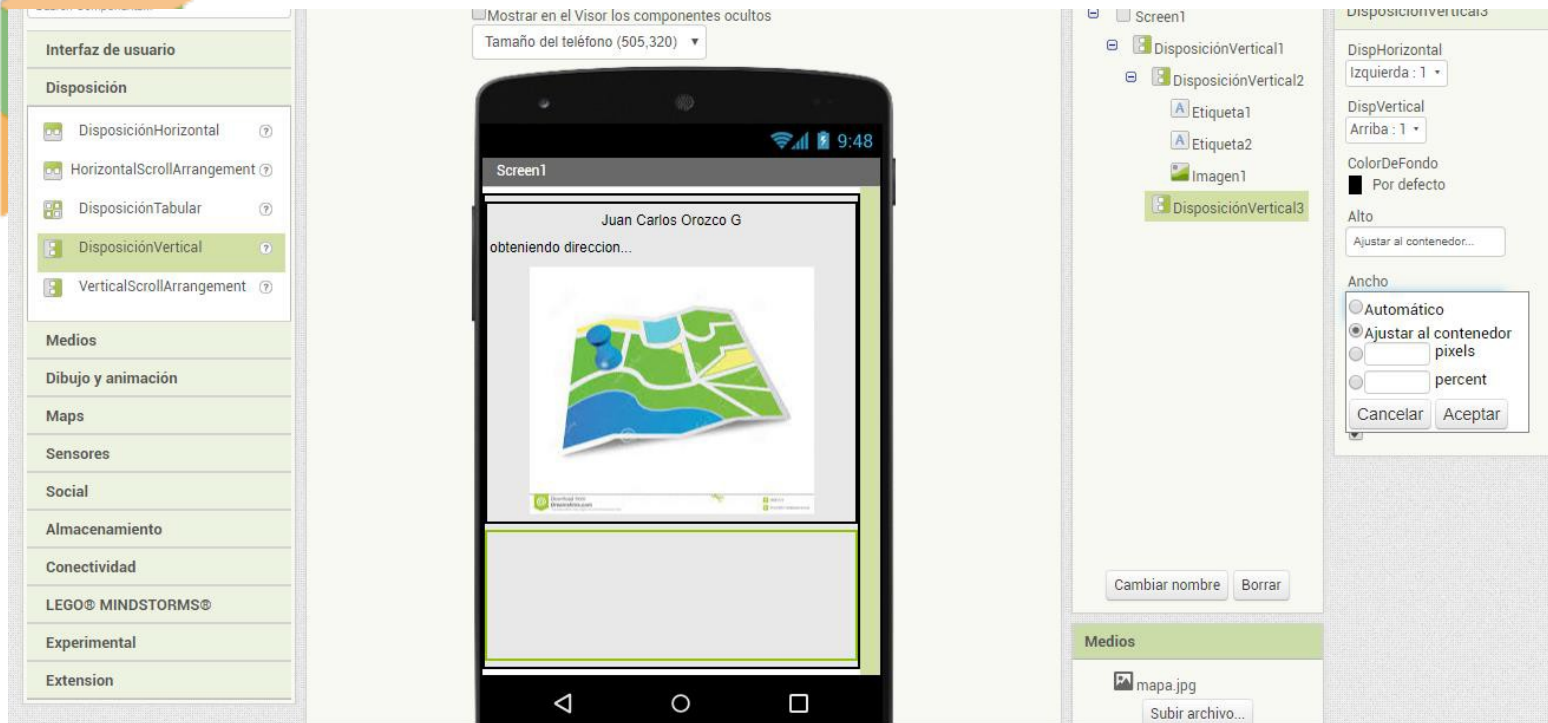 Mostrar en el Visor los componentes ocultos
Tamaño del teléfono (505,320)
Interfaz de usuario
Disposición
DisposiciónHorizontal
HorizontalScrollArrangement
DisposiciónTabular
DisposiciónVertical
VerticalScrollArrangement
Medios
Dibujo y animación
Maps
Sensores
Social
Almacenamiento
Conectividad
LEGO® MINDSTORMS®
Experimental
Extension
9:48
Screen1
Juan Carlos Orozco G
obteniendo direccion...
Screen1
DisposiciónVertical1
DisposiciónVertical2
Etiqueta1
Etiqueta2
Imagen1
DisposiciónVertical3
Cambiar nombre Borrar
Medios
mapa.jpg
Subir archivo...
DisposiciónVertical3
DispHorizontal
Izquierda : 1
DispVertical
Arriba : 1
ColorDeFondo
Por defecto
Alto
Ajustar al contenedor...
Ancho
Automático
Ajustar al contenedor
pixels
percent
Cancelar Aceptar